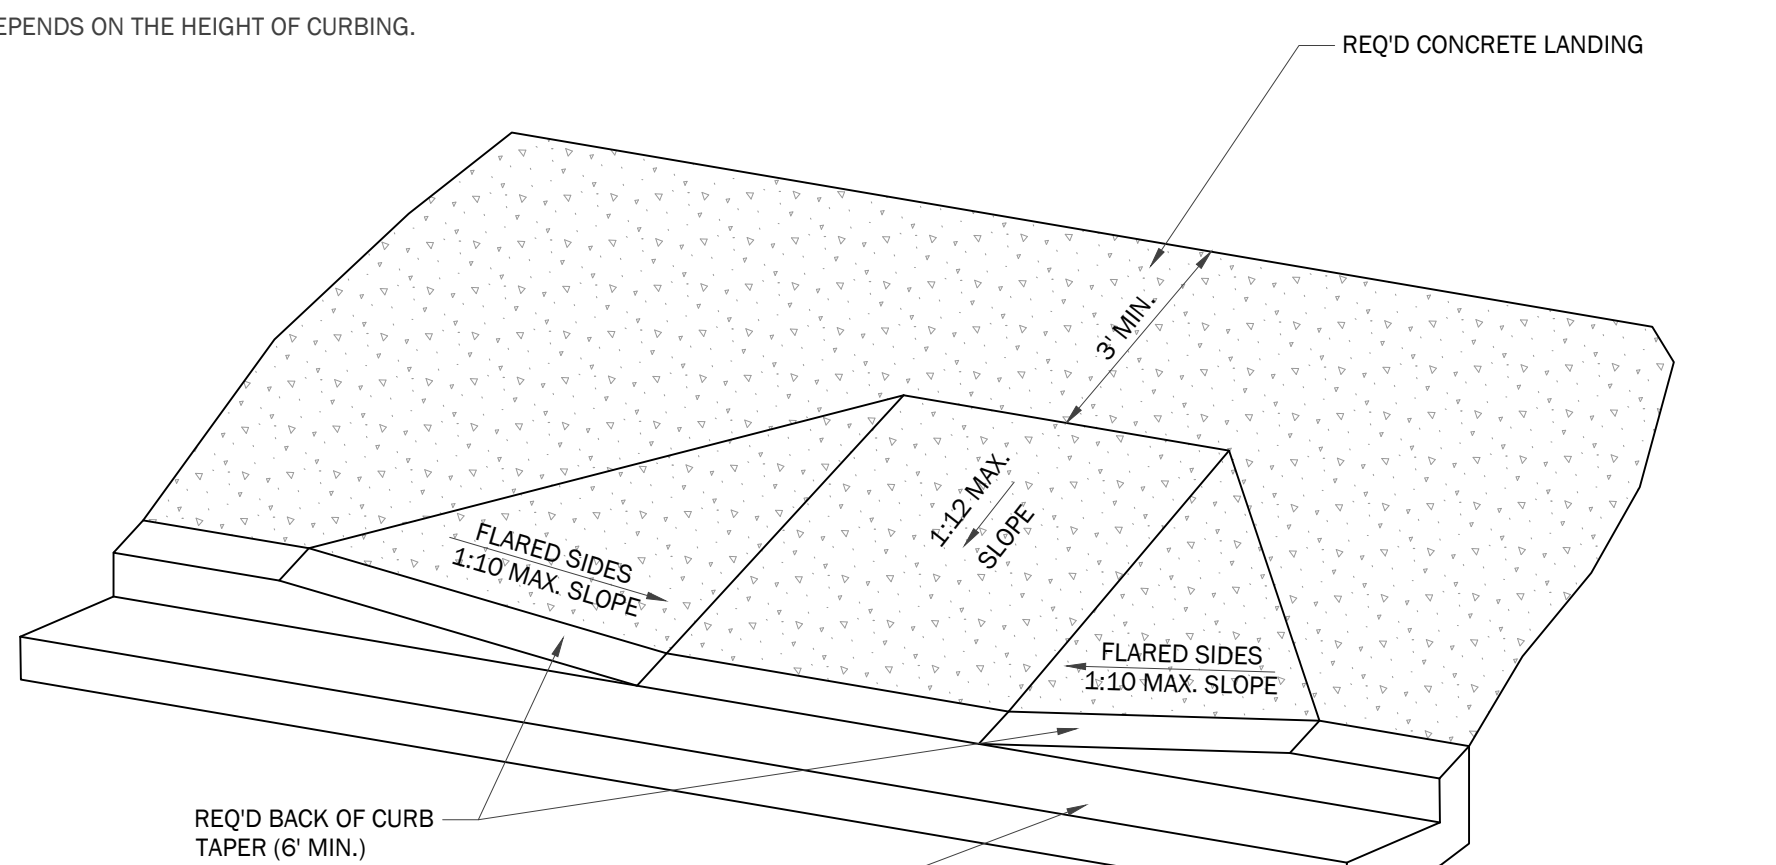 EPENDS ON THE HEIGHT OF CURBING.
REQ'D CONCRETE LANDING
3' MIN.
1:12 MAX.
SLOPE
FLARED SIDES
1:10 MAX. SLOPE
FLARED SIDES
1:10 MAX. SLOPE
REQ'D BACK OF CURB
TAPER (6' MIN.)